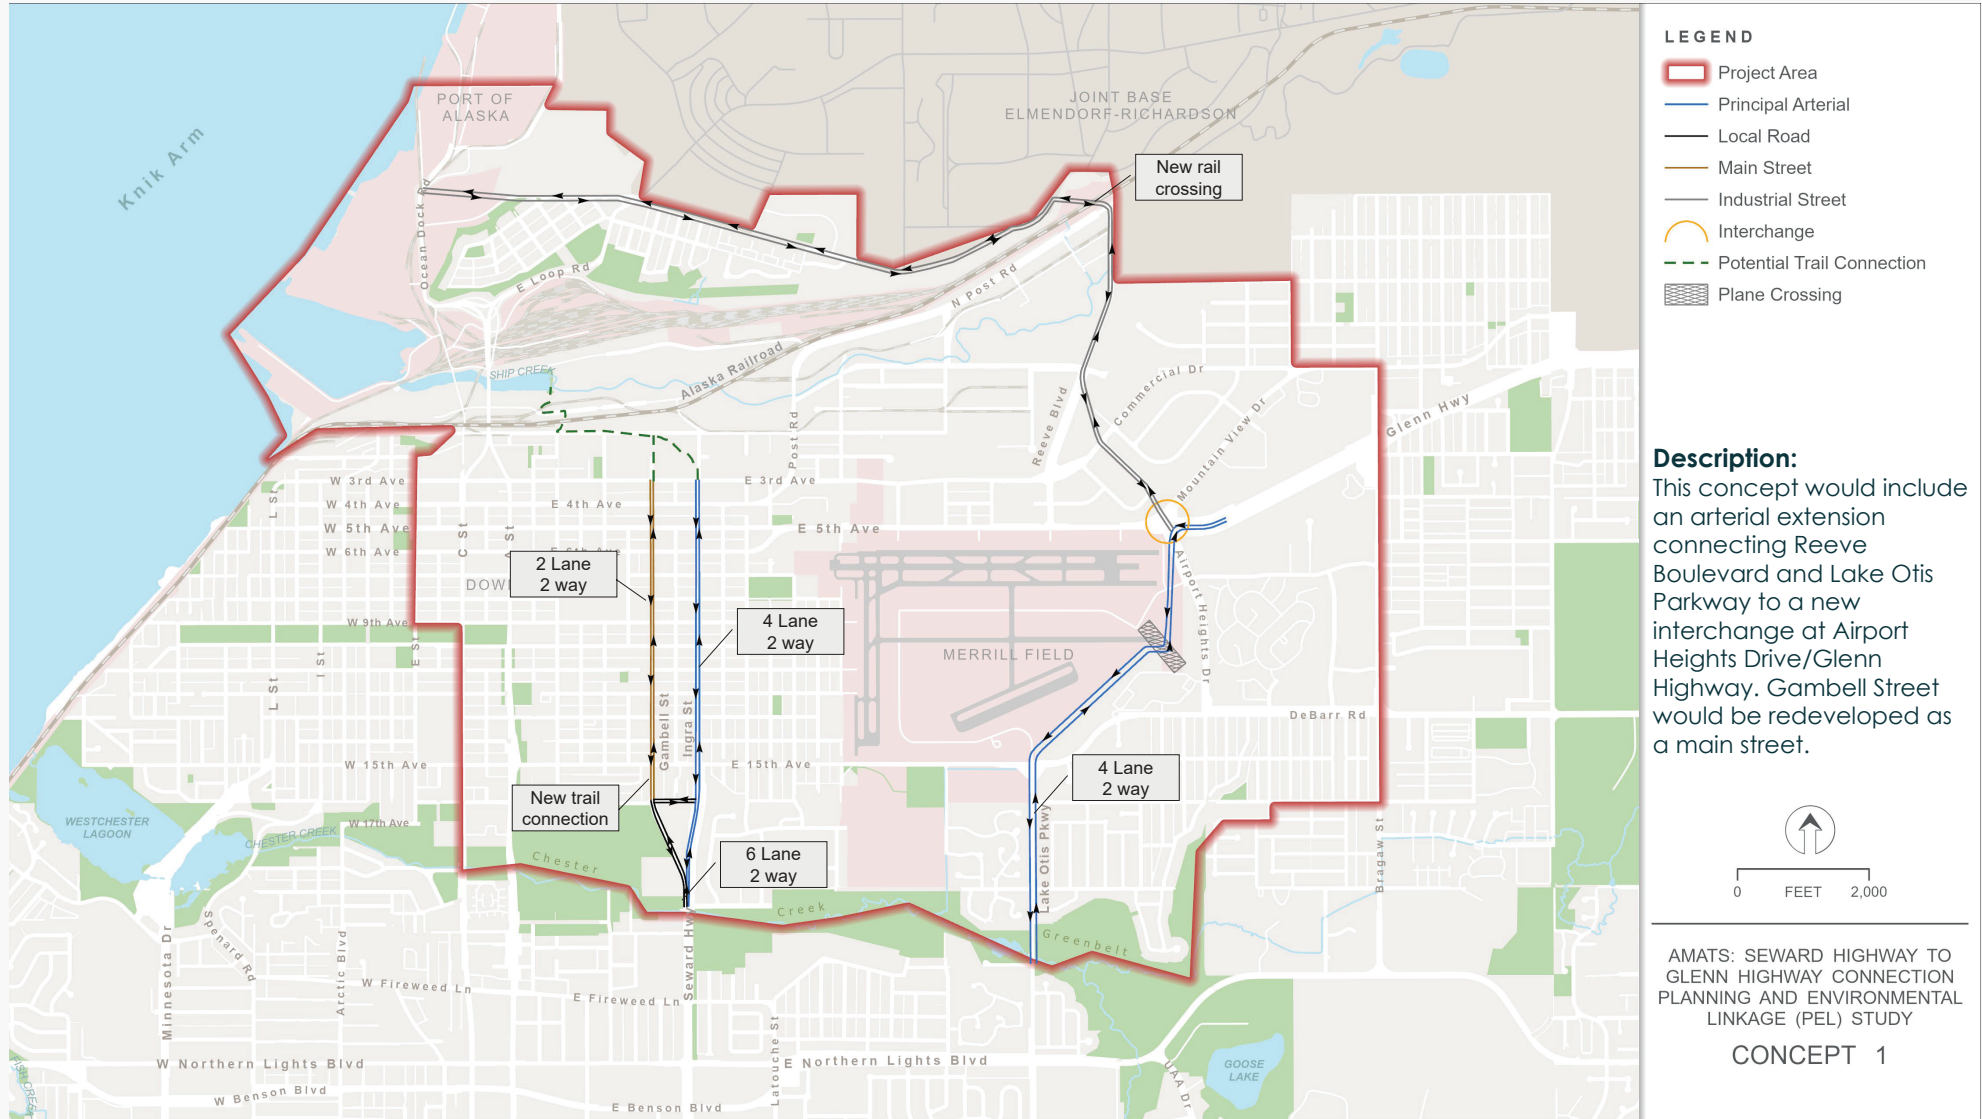 PORT OF
ALASKA
JOINT BASE
ELMENDORF-RICHARDSON
Knik Arm
New rail
crossing
Ocean Dock Rd
E Loop Rd
N Post Rd
SHIP CREEK
Alaska Railroad
Commercial Dr
Reeve Blvd
Mountain View Dr
Glenn Hwy
Post Rd
W 3rd Ave
E 3rd Ave
L St
W 4th Ave
E 4th Ave
W 5th Ave
E 5th Ave
C St
A St
W 6th Ave
2 Lane
2 way
Airport Heights Dr
4 Lane
2 way
W 9th Ave
E St
I St
L St
MERRILL FIELD
Gambell St
Ingra St
DeBarr Rd
W 15th Ave
E 15th Ave
4 Lane
2 way
New trail
connection
WESTCHESTER
LAGOON
CHESTER CREEK
W 17th Ave
Lake Otis Pkwy
Bragaw St
6 Lane
2 way
Chester
Creek
Greenbelt
Seward Hwy
Spenard Rd
Minnesota Dr
Arctic Blvd
W Fireweed Ln
E Fireweed Ln
Latouche St
W Northern Lights Blvd
E Northern Lights Blvd
UAA Dr
GOOSE
LAKE
FISH CREEK
W Benson Blvd
E Benson Blvd
LEGEND
Project Area
Principal Arterial
Local Road
Main Street
Industrial Street
Interchange
Potential Trail Connection
Plane Crossing
Description:
This concept would include
an arterial extension
connecting Reeve
Boulevard and Lake Otis
Parkway to a new
interchange at Airport
Heights Drive/Glenn
Highway. Gambell Street
would be redeveloped as
a main street.
0 FEET 2,000
AMATS: SEWARD HIGHWAY TO
GLENN HIGHWAY CONNECTION
PLANNING AND ENVIRONMENTAL
LINKAGE (PEL) STUDY
CONCEPT 1